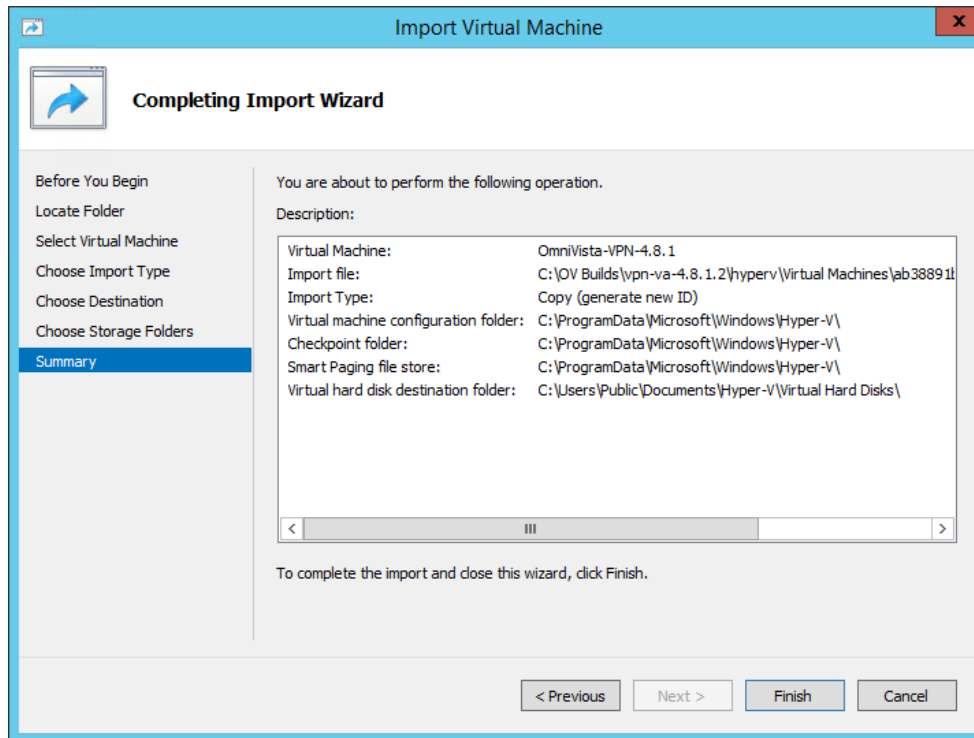 Import Virtual Machine
x
Completing Import Wizard
Before You Begin
Locate Folder
Select Virtual Machine
Choose Import Type
Choose Destination
Choose Storage Folders
Summary
You are about to perform the following operation.
Description:
Virtual Machine: OmniVista-VPN-4.8.1
Import file: C:\OV Builds\vpn-va-4.8.1.2\hyperv\Virtual Machines\ab38891b
Import Type: Copy (generate new ID)
Virtual machine configuration folder: C:\ProgramData\Microsoft\Windows\Hyper-V\
Checkpoint folder: C:\ProgramData\Microsoft\Windows\Hyper-V\
Smart Paging file store: C:\ProgramData\Microsoft\Windows\Hyper-V\
Virtual hard disk destination folder: C:\Users\Public\Documents\Hyper-V\Virtual Hard Disks\
To complete the import and close this wizard, click Finish.
< Previous Next > Finish Cancel